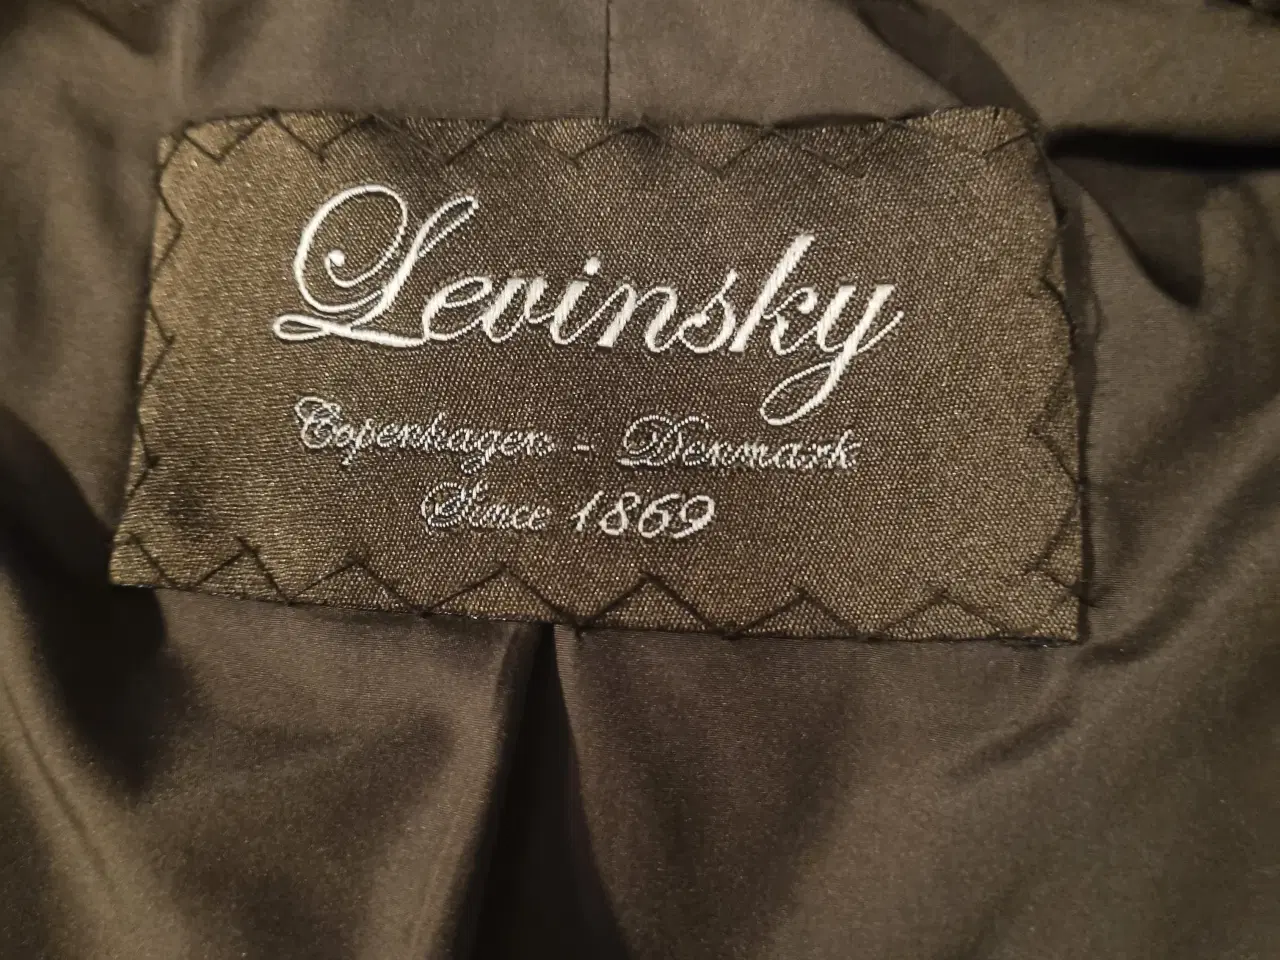 Levinsky
Copenhagen - Denmark
Since 1869